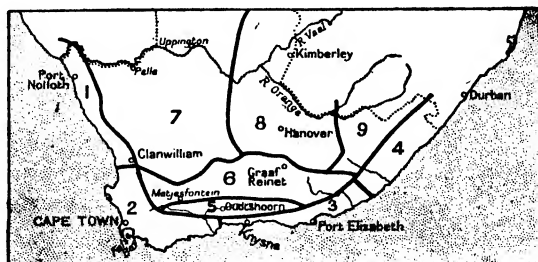 Uppington
R. Vaal
Kimberley
Port
Nolloth
Pella
R. Orange
Durban
1
7
8
Hanover
9
4
Clanwilliam
Graaf
Reinet
6
Matjesfontein
5
Oudtshoorn
3
2
CAPE TOWN
Knysna
Port Elizabeth